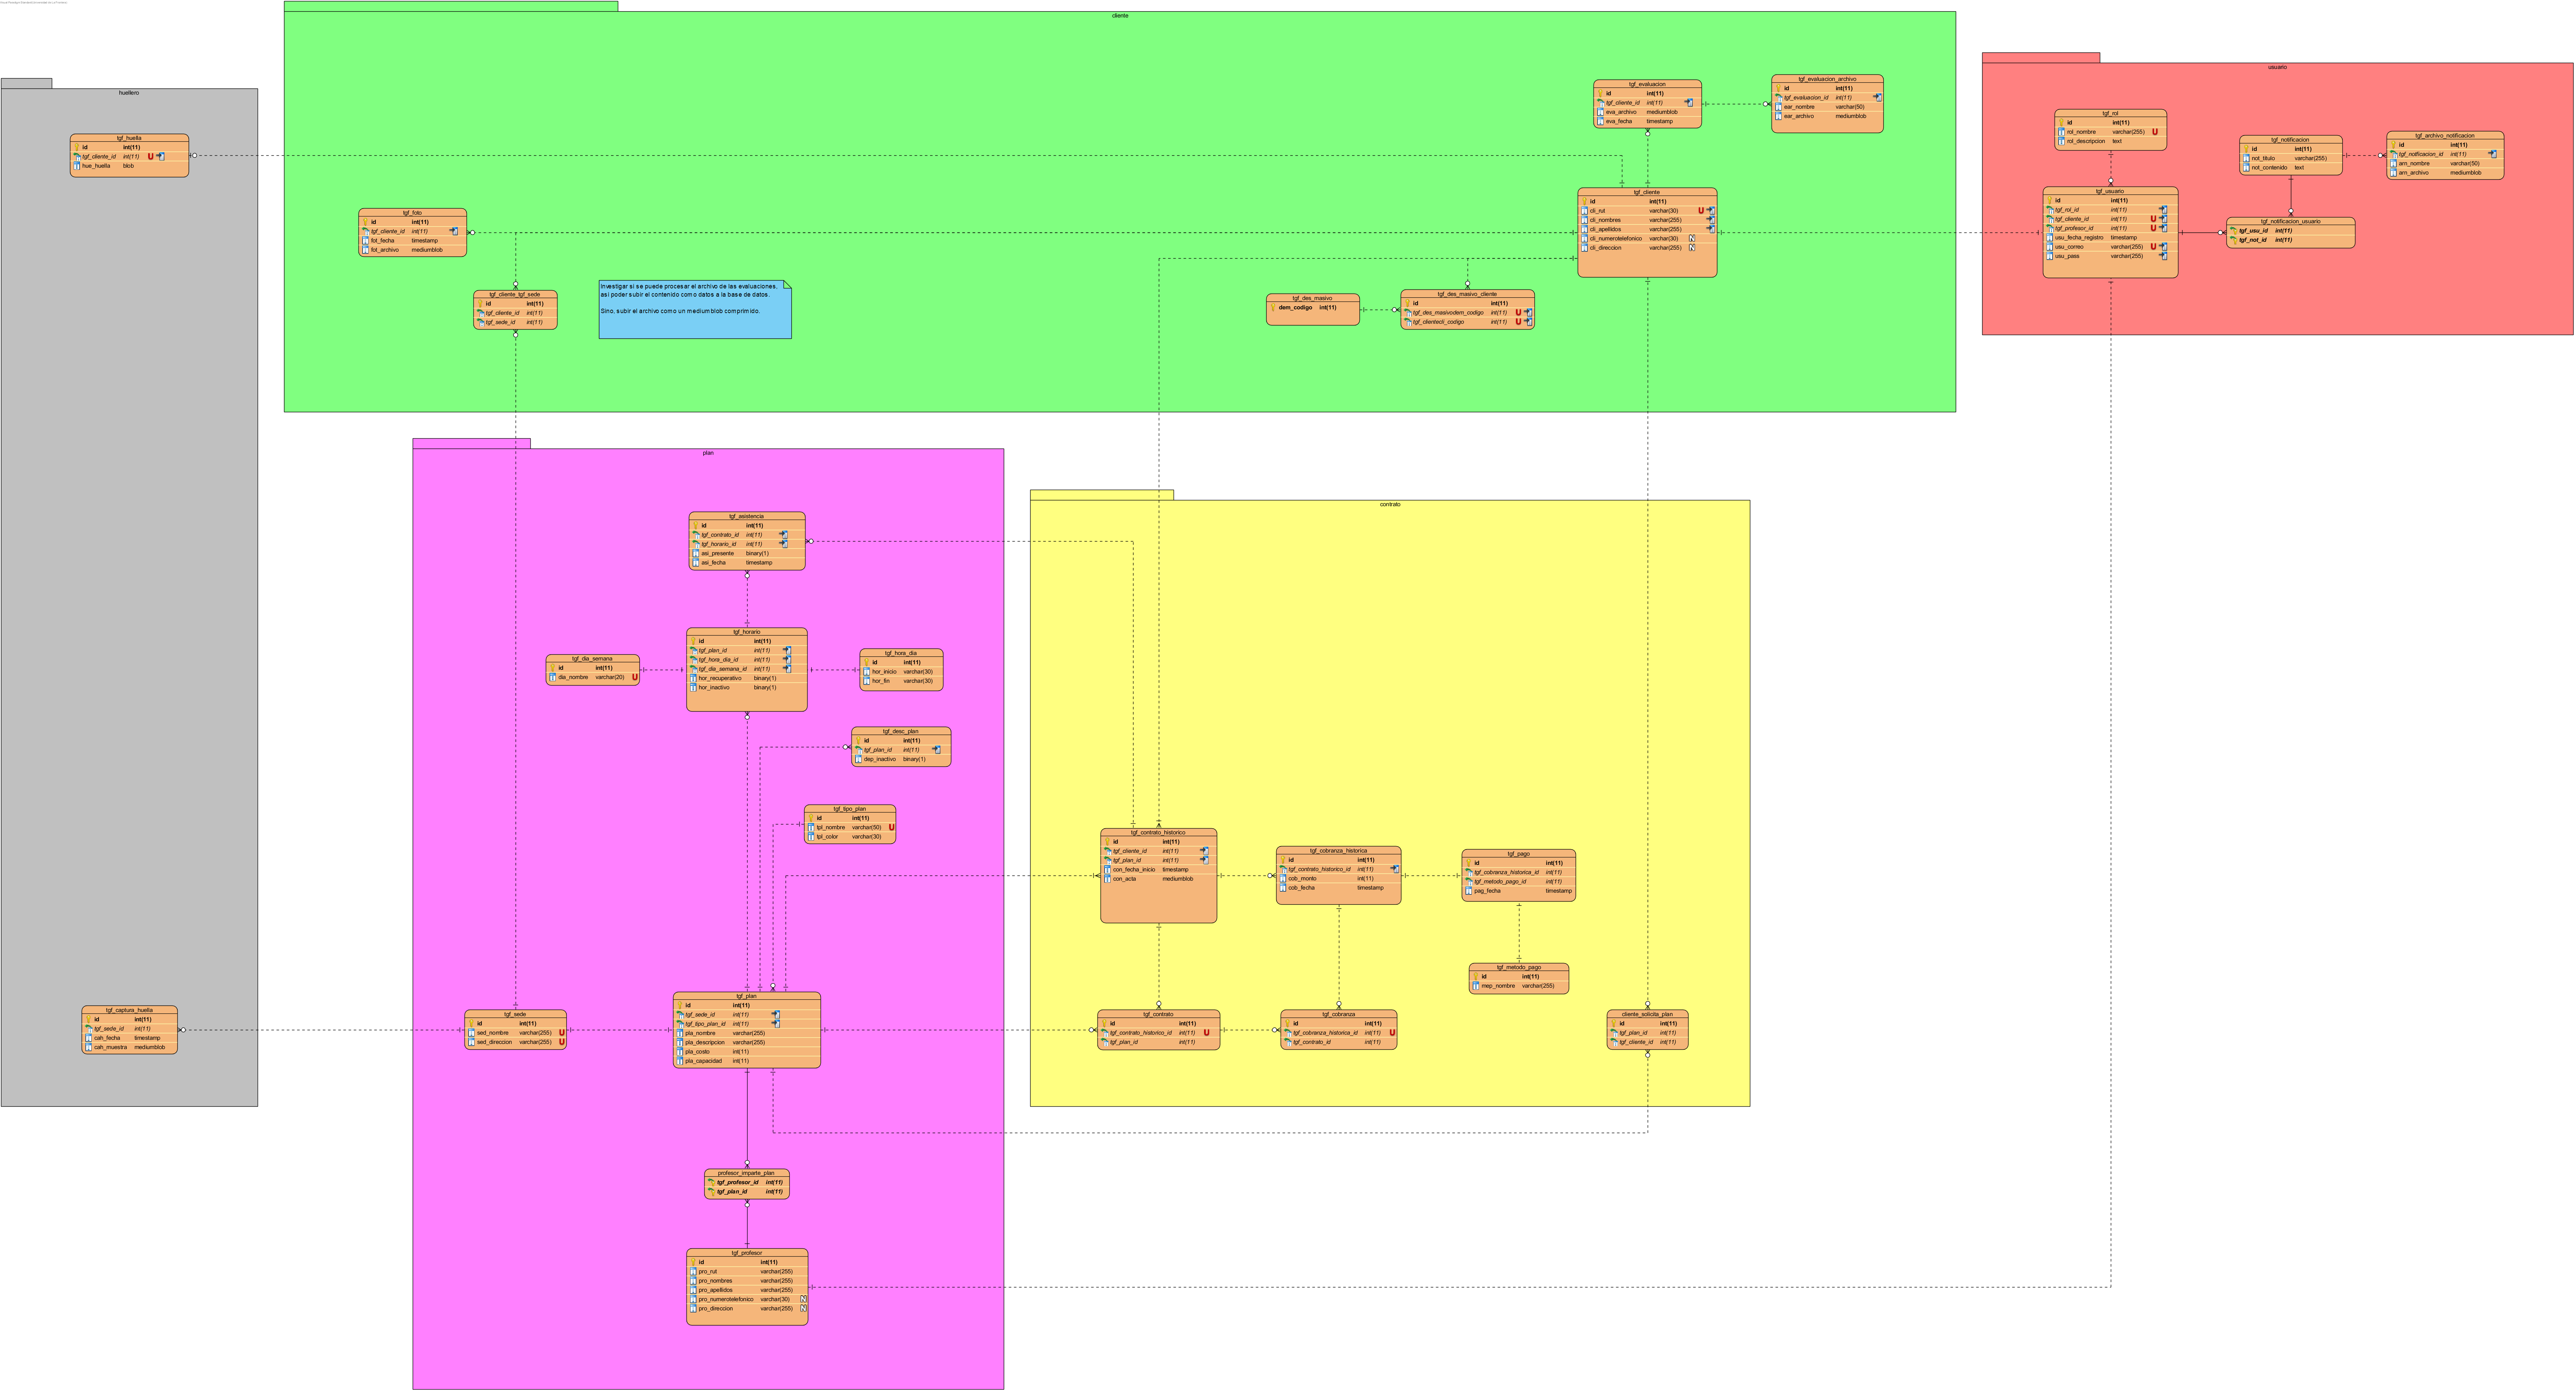 cliente
usuario
huellero
tgf_huella
id int(11)
tgf_cliente_id int(11) U
hue_huella blob
tgf_evaluacion
id int(11)
tgf_cliente_id int(11)
eva_archivo mediumblob
eva_fecha timestamp
tgf_evaluacion_archivo
id int(11)
tgf_evaluacion_id int(11)
ear_nombre varchar(50)
ear_archivo mediumblob
tgf_rol
id int(11)
rol_nombre varchar(255) U
rol_descripcion text
tgf_notificacion
id int(11)
not_titulo varchar(255)
not_contenido text
tgf_archivo_notificacion
id int(11)
tgf_notficacion_id int(11)
arn_nombre varchar(50)
arn_archivo mediumblob
tgf_foto
id int(11)
tgf_cliente_id int(11)
fot_fecha timestamp
fot_archivo mediumblob
tgf_cliente
id int(11)
cli_rut varchar(30) U
cli_nombres varchar(255)
cli_apellidos varchar(255)
cli_numerotelefonico varchar(30) N
cli_direccion varchar(255) N
tgf_usuario
id int(11)
tgf_rol_id int(11)
tgf_cliente_id int(11) U
tgf_profesor_id int(11) U
usu_fecha_registro timestamp
usu_correo varchar(255) U
usu_pass varchar(255)
tgf_notificacion_usuario
tgf_usu_id int(11)
tgf_not_id int(11)
tgf_cliente_tgf_sede
id int(11)
tgf_cliente_id int(11)
tgf_sede_id int(11)
Investigar si se puede procesar el archivo de las evaluaciones,
asi poder subir el contenido como datos a la base de datos.
Sino, subir el archivo como un mediumblob comprimido.
tgf_des_masivo
dem_codigo int(11)
tgf_des_masivo_cliente
id int(11)
tgf_des_masivodem_codigo int(11) U
tgf_clientecli_codigo int(11) U
plan
contrato
tgf_asistencia
id int(11)
tgf_contrato_id int(11)
tgf_horario_id int(11)
asi_presente binary(1)
asi_fecha timestamp
tgf_horario
id int(11)
tgf_plan_id int(11)
tgf_hora_dia_id int(11)
tgf_dia_semana_id int(11)
hor_recuperativo binary(1)
hor_inactivo binary(1)
tgf_dia_semana
id int(11)
dia_nombre varchar(20) U
tgf_hora_dia
id int(11)
hor_inicio varchar(30)
hor_fin varchar(30)
tgf_desc_plan
id int(11)
tgf_plan_id int(11)
dep_inactivo binary(1)
tgf_tipo_plan
id int(11)
tpl_nombre varchar(50) U
tpl_color varchar(30)
tgf_contrato_historico
id int(11)
tgf_cliente_id int(11)
tgf_plan_id int(11)
con_fecha_inicio timestamp
con_acta mediumblob
tgf_cobranza_historica
id int(11)
tgf_contrato_historico_id int(11)
cob_monto int(11)
cob_fecha timestamp
tgf_pago
id int(11)
tgf_cobranza_historica_id int(11)
tgf_metodo_pago_id int(11)
pag_fecha timestamp
tgf_metodo_pago
id int(11)
mep_nombre varchar(255)
tgf_captura_huella
id int(11)
tgf_sede_id int(11)
cah_fecha timestamp
cah_muestra mediumblob
tgf_sede
id int(11)
sed_nombre varchar(255) U
sed_direccion varchar(255) U
tgf_plan
id int(11)
tgf_sede_id int(11)
tgf_tipo_plan_id int(11)
pla_nombre varchar(255)
pla_descripcion varchar(255)
pla_costo int(11)
pla_capacidad int(11)
tgf_contrato
id int(11)
tgf_contrato_historico_id int(11) U
tgf_plan_id int(11)
tgf_cobranza
id int(11)
tgf_cobranza_historica_id int(11) U
tgf_contrato_id int(11)
cliente_solicita_plan
id int(11)
tgf_plan_id int(11)
tgf_cliente_id int(11)
profesor_imparte_plan
tgf_profesor_id int(11)
tgf_plan_id int(11)
tgf_profesor
id int(11)
pro_rut varchar(255)
pro_nombres varchar(255)
pro_apellidos varchar(255)
pro_numerotelefonico varchar(30) N
pro_direccion varchar(255) N